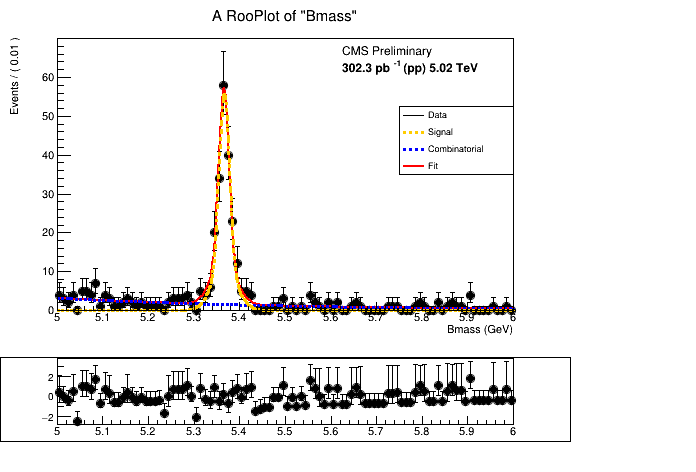 A RooPlot of "Bmass"
Events / ( 0.01 )
CMS Preliminary
302.3 pb -1 (pp) 5.02 TeV
Data
Signal
Combinatorial
Fit
60
50
40
30
20
10
0
5 5.1 5.2 5.3 5.4 5.5 5.6 5.7 5.8 5.9 6
Bmass (GeV)
2
0
−2
5 5.1 5.2 5.3 5.4 5.5 5.6 5.7 5.8 5.9 6